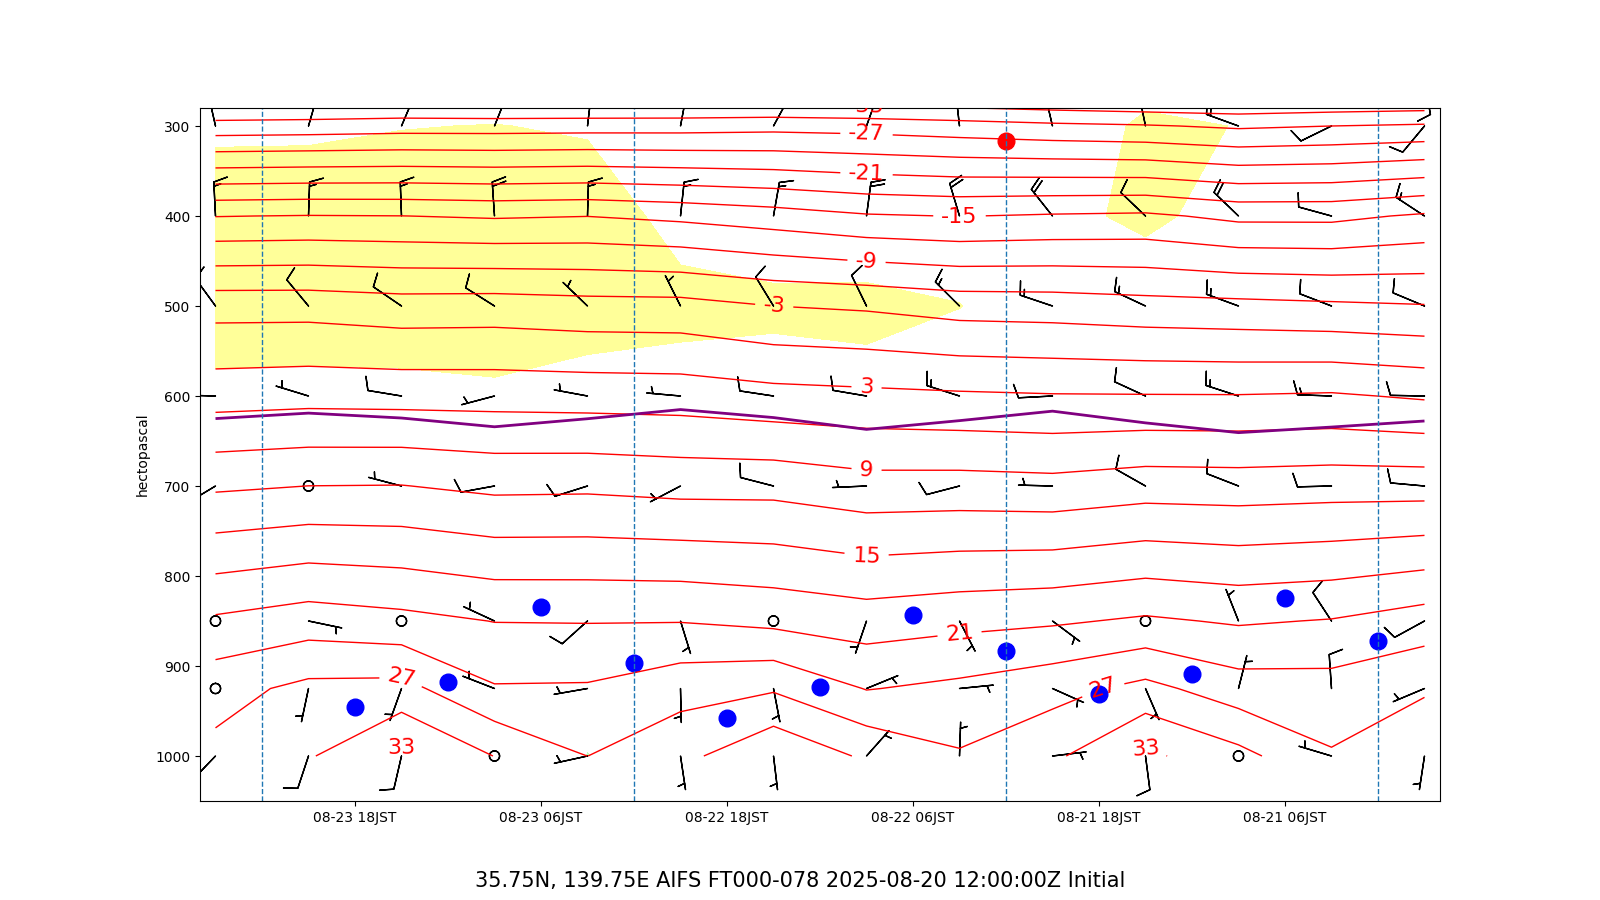 300
400
500
600
700
800
900
1000
hectopascal
-27
-21
-15
-9
-3
3
9
15
21
27
27
33
33
08-23 18JST
08-23 06JST
08-22 18JST
08-22 06JST
08-21 18JST
08-21 06JST
35.75N, 139.75E AIFS FT000-078 2025-08-20 12:00:00Z Initial